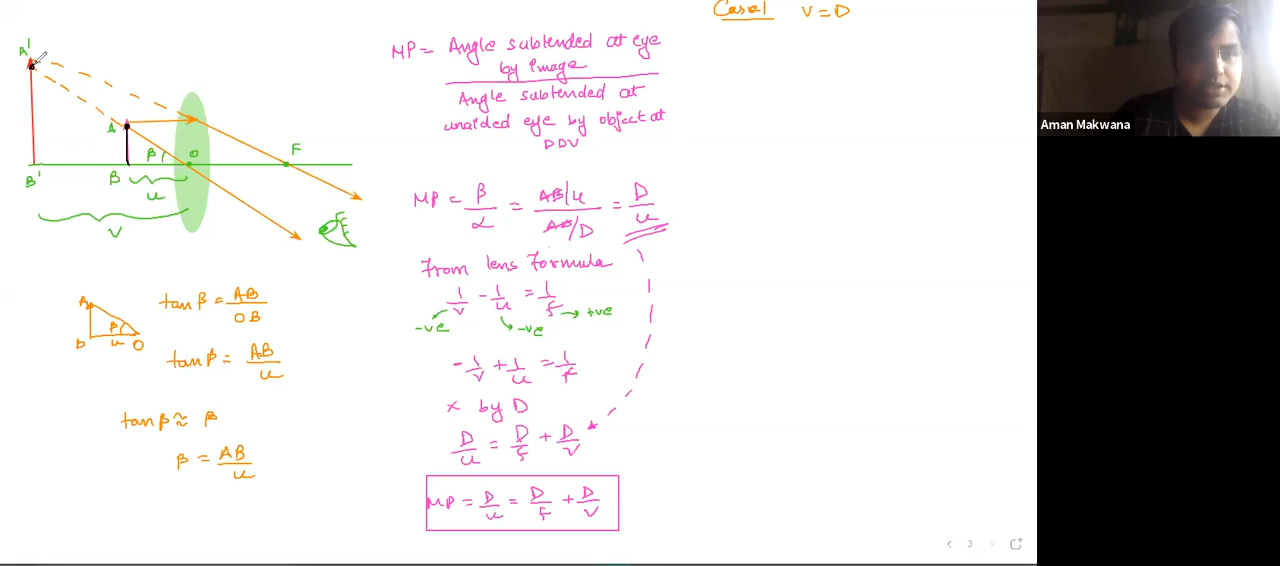 Case1 V = D
MP = Angle subtended at eye
by image
Angle subtended at
unaided eye by object at
DDV
A'
A
β
O
F
B'
B
u
V
MP = β/α = AB/u / AB/D = D/u
From lens formula
1/v - 1/u = 1/f
-ve
-ve
+ve
- 1/v + 1/u = 1/f
× by D
D/u = D/f + D/v
MP = D/u = D/f + D/v
A
β
B
u
O
tan β = AB/OB
tan β = AB/u
tan β ≈ β
β = AB/u
Aman Makwana
3